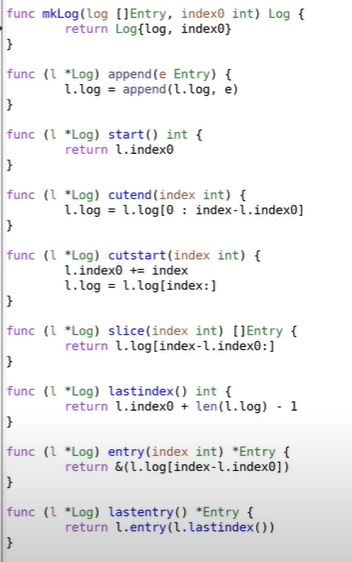 func mkLog(log []Entry, index0 int) Log {
        return Log{log, index0}
}

func (l *Log) append(e Entry) {
        l.log = append(l.log, e)
}

func (l *Log) start() int {
        return l.index0
}

func (l *Log) cutend(index int) {
        l.log = l.log[0 : index-l.index0]
}

func (l *Log) cutstart(index int) {
        l.index0 += index
        l.log = l.log[index:]
}

func (l *Log) slice(index int) []Entry {
        return l.log[index-l.index0:]
}

func (l *Log) lastindex() int {
        return l.index0 + len(l.log) - 1
}

func (l *Log) entry(index int) *Entry {
        return &(l.log[index-l.index0])
}

func (l *Log) lastentry() *Entry {
        return l.entry(l.lastindex())
}